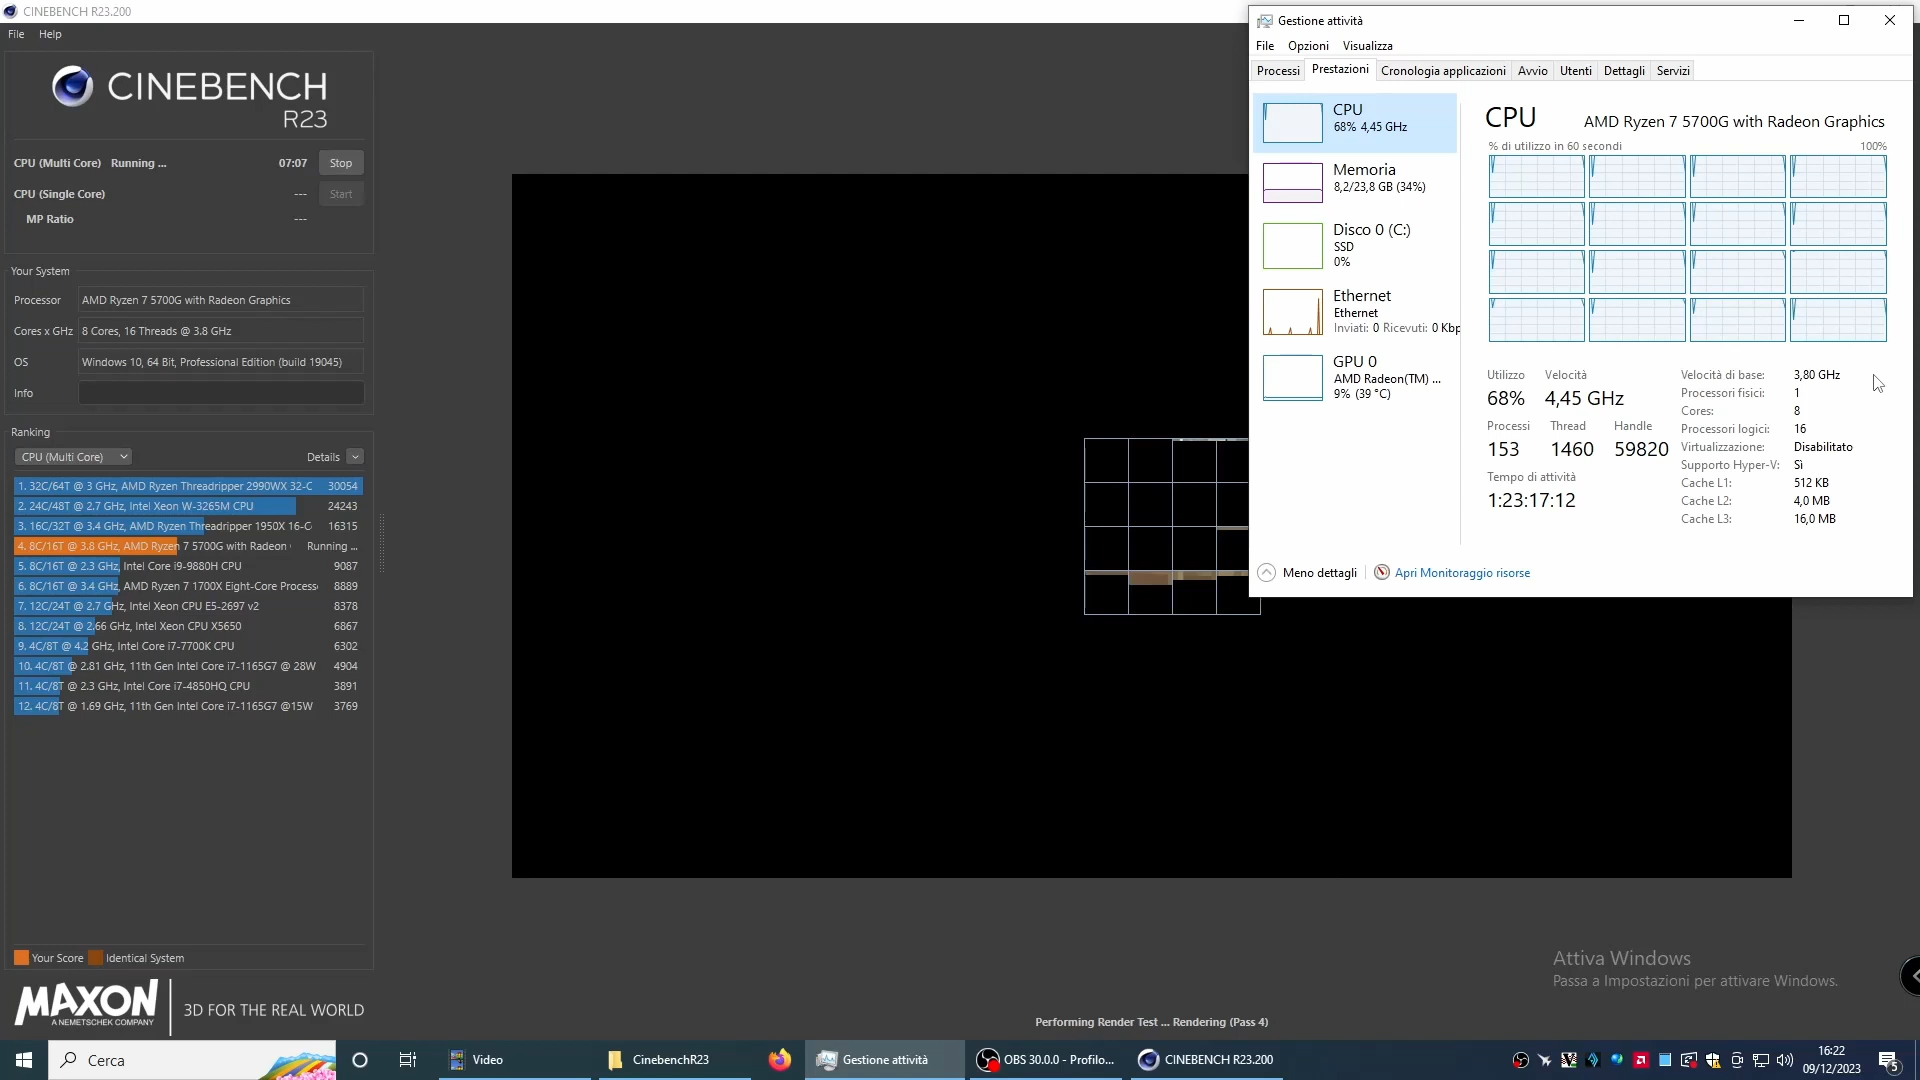 CINEBENCH R23.200
File Help
CINEBENCH
R23
CPU (Multi Core) Running ... 07:07 Stop
CPU (Single Core) --- Start
MP Ratio ---
Your System
Processor AMD Ryzen 7 5700G with Radeon Graphics
Cores x GHz 8 Cores, 16 Threads @ 3.8 GHz
OS Windows 10, 64 Bit, Professional Edition (build 19045)
Info
Ranking
CPU (Multi Core) Details
1. 32C/64T @ 3 GHz, AMD Ryzen Threadripper 2990WX 32-C 30054
2. 24C/48T @ 2.7 GHz, Intel Xeon W-3265M CPU 24243
3. 16C/32T @ 3.4 GHz, AMD Ryzen Threadripper 1950X 16-C 16315
4. 8C/16T @ 3.8 GHz, AMD Ryzen 7 5700G with Radeon Running ...
5. 8C/16T @ 2.3 GHz, Intel Core i9-9880H CPU 9087
6. 8C/16T @ 3.4 GHz, AMD Ryzen 7 1700X Eight-Core Process 8889
7. 12C/24T @ 2.7 GHz, Intel Xeon CPU E5-2697 v2 8378
8. 12C/24T @ 2.66 GHz, Intel Xeon CPU X5650 6867
9. 4C/8T @ 4.2 GHz, Intel Core i7-7700K CPU 6302
10. 4C/8T @ 2.81 GHz, 11th Gen Intel Core i7-1165G7 @ 28W 4904
11. 4C/8T @ 2.3 GHz, Intel Core i7-4850HQ CPU 3891
12. 4C/8T @ 1.69 GHz, 11th Gen Intel Core i7-1165G7 @15W 3769
Your Score Identical System
MAXON
A NEMETSCHEK COMPANY
3D FOR THE REAL WORLD
Performing Render Test ... Rendering (Pass 4)
Gestione attività
File Opzioni Visualizza
Processi Prestazioni Cronologia applicazioni Avvio Utenti Dettagli Servizi
CPU
68% 4,45 GHz
Memoria
8,2/23,8 GB (34%)
Disco 0 (C:)
SSD
0%
Ethernet
Ethernet
Inviati: 0 Ricevuti: 0 Kbp
GPU 0
AMD Radeon(TM) ...
9% (39 °C)
CPU AMD Ryzen 7 5700G with Radeon Graphics
% di utilizzo in 60 secondi 100%
Utilizzo Velocità
68% 4,45 GHz
Processi Thread Handle
153 1460 59820
Tempo di attività
1:23:17:12
Velocità di base: 3,80 GHz
Processori fisici: 1
Cores: 8
Processori logici: 16
Virtualizzazione: Disabilitato
Supporto Hyper-V: Sì
Cache L1: 512 KB
Cache L2: 4,0 MB
Cache L3: 16,0 MB
Meno dettagli Apri Monitoraggio risorse
Attiva Windows
Passa a Impostazioni per attivare Windows.
Cerca
Video
CinebenchR23
Gestione attività
OBS 30.0.0 - Profilo...
CINEBENCH R23.200
16:22
09/12/2023
5